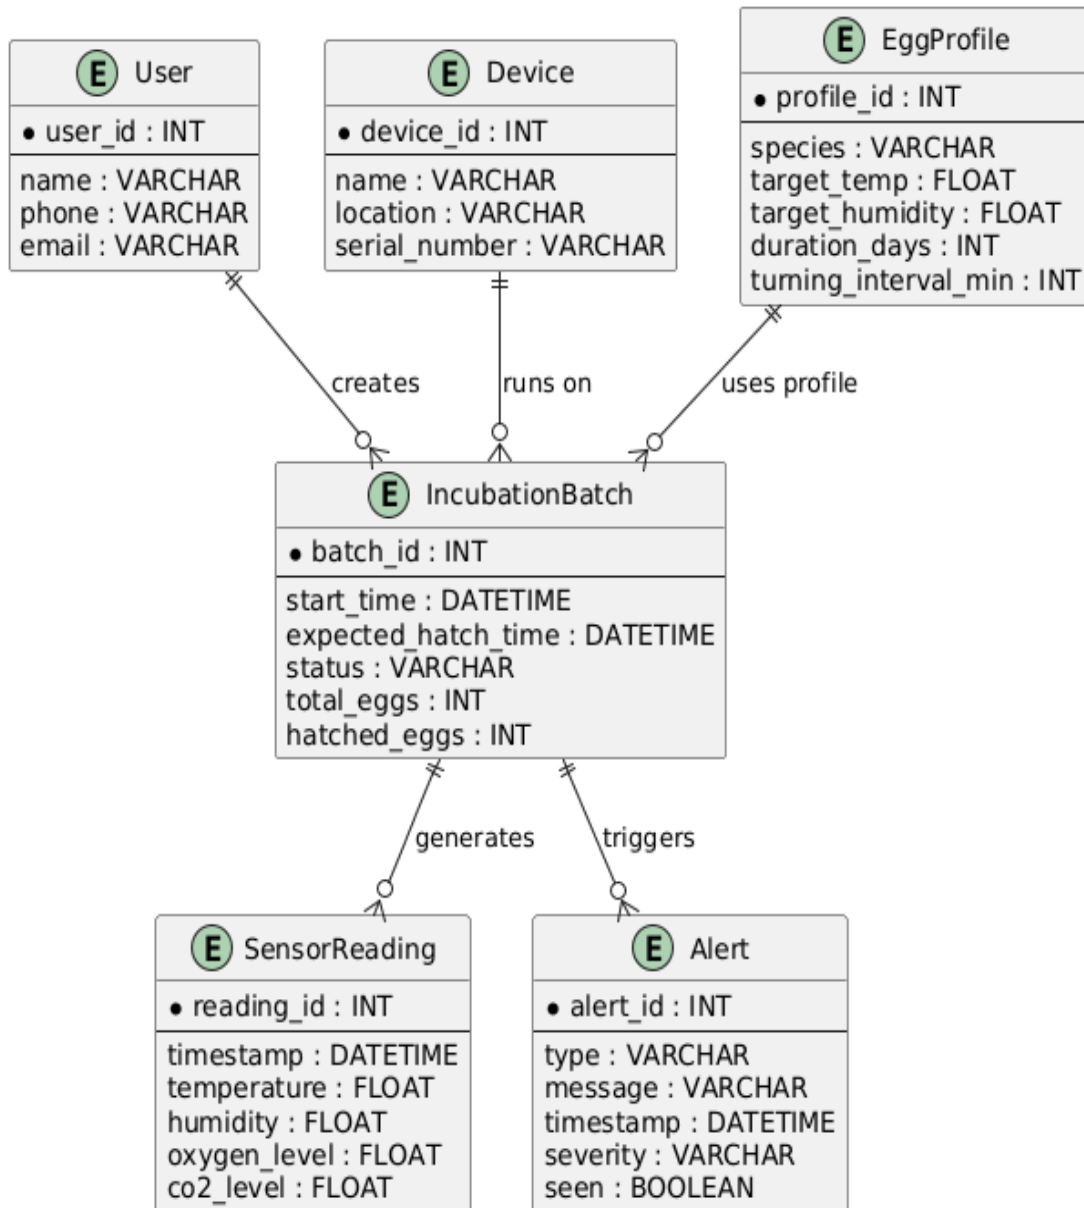 E User
• user_id : INT
name : VARCHAR
phone : VARCHAR
email : VARCHAR
E Device
• device_id : INT
name : VARCHAR
location : VARCHAR
serial_number : VARCHAR
E EggProfile
• profile_id : INT
species : VARCHAR
target_temp : FLOAT
target_humidity : FLOAT
duration_days : INT
turning_interval_min : INT
creates
runs on
uses profile
E IncubationBatch
• batch_id : INT
start_time : DATETIME
expected_hatch_time : DATETIME
status : VARCHAR
total_eggs : INT
hatched_eggs : INT
generates
triggers
E SensorReading
• reading_id : INT
timestamp : DATETIME
temperature : FLOAT
humidity : FLOAT
oxygen_level : FLOAT
co2_level : FLOAT
E Alert
• alert_id : INT
type : VARCHAR
message : VARCHAR
timestamp : DATETIME
severity : VARCHAR
seen : BOOLEAN